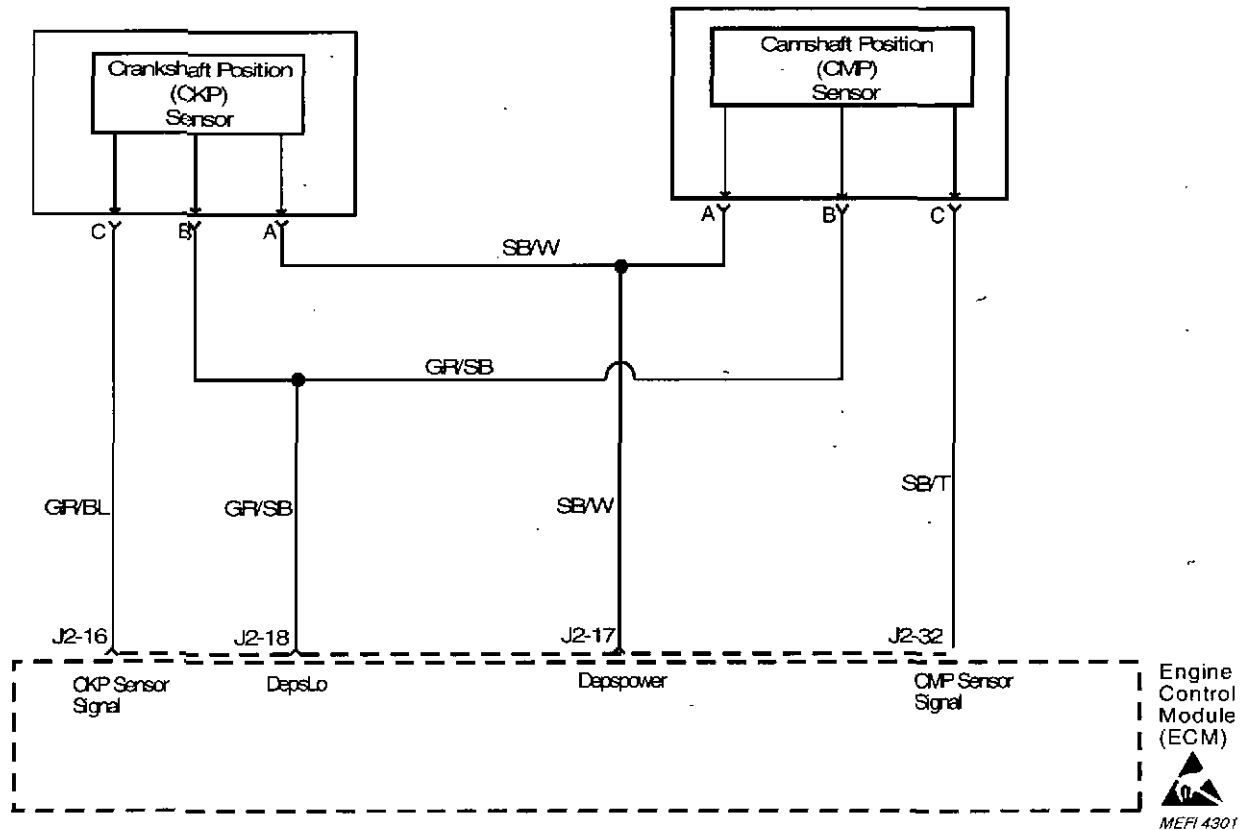 Crankshaft Position
(CKP)
Sensor
Camshaft Position
(CMP)
Sensor
C
B
A
A
B
C
SB/W
GR/SB
GR/BL
GR/SB
SB/W
SB/T
J2-16
J2-18
J2-17
J2-32
CKP Sensor
Signal
DepsLo
Depspower
CMP Sensor
Signal
Engine
Control
Module
(ECM)
MEFI 4301